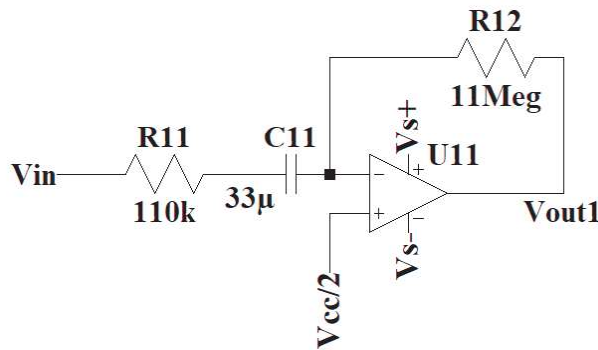 R12
11Meg
R11
C11
Vs+
U11
Vin
+
−
110k
33µ
+
−
Vout1
Vcc/2
Vs-